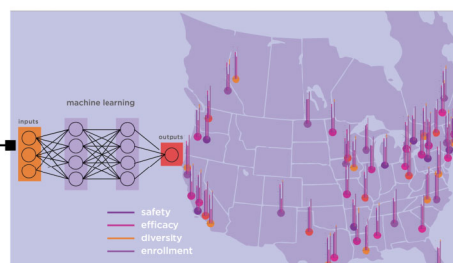 machine learning
inputs
outputs
safety
efficacy
diversity
enrollment